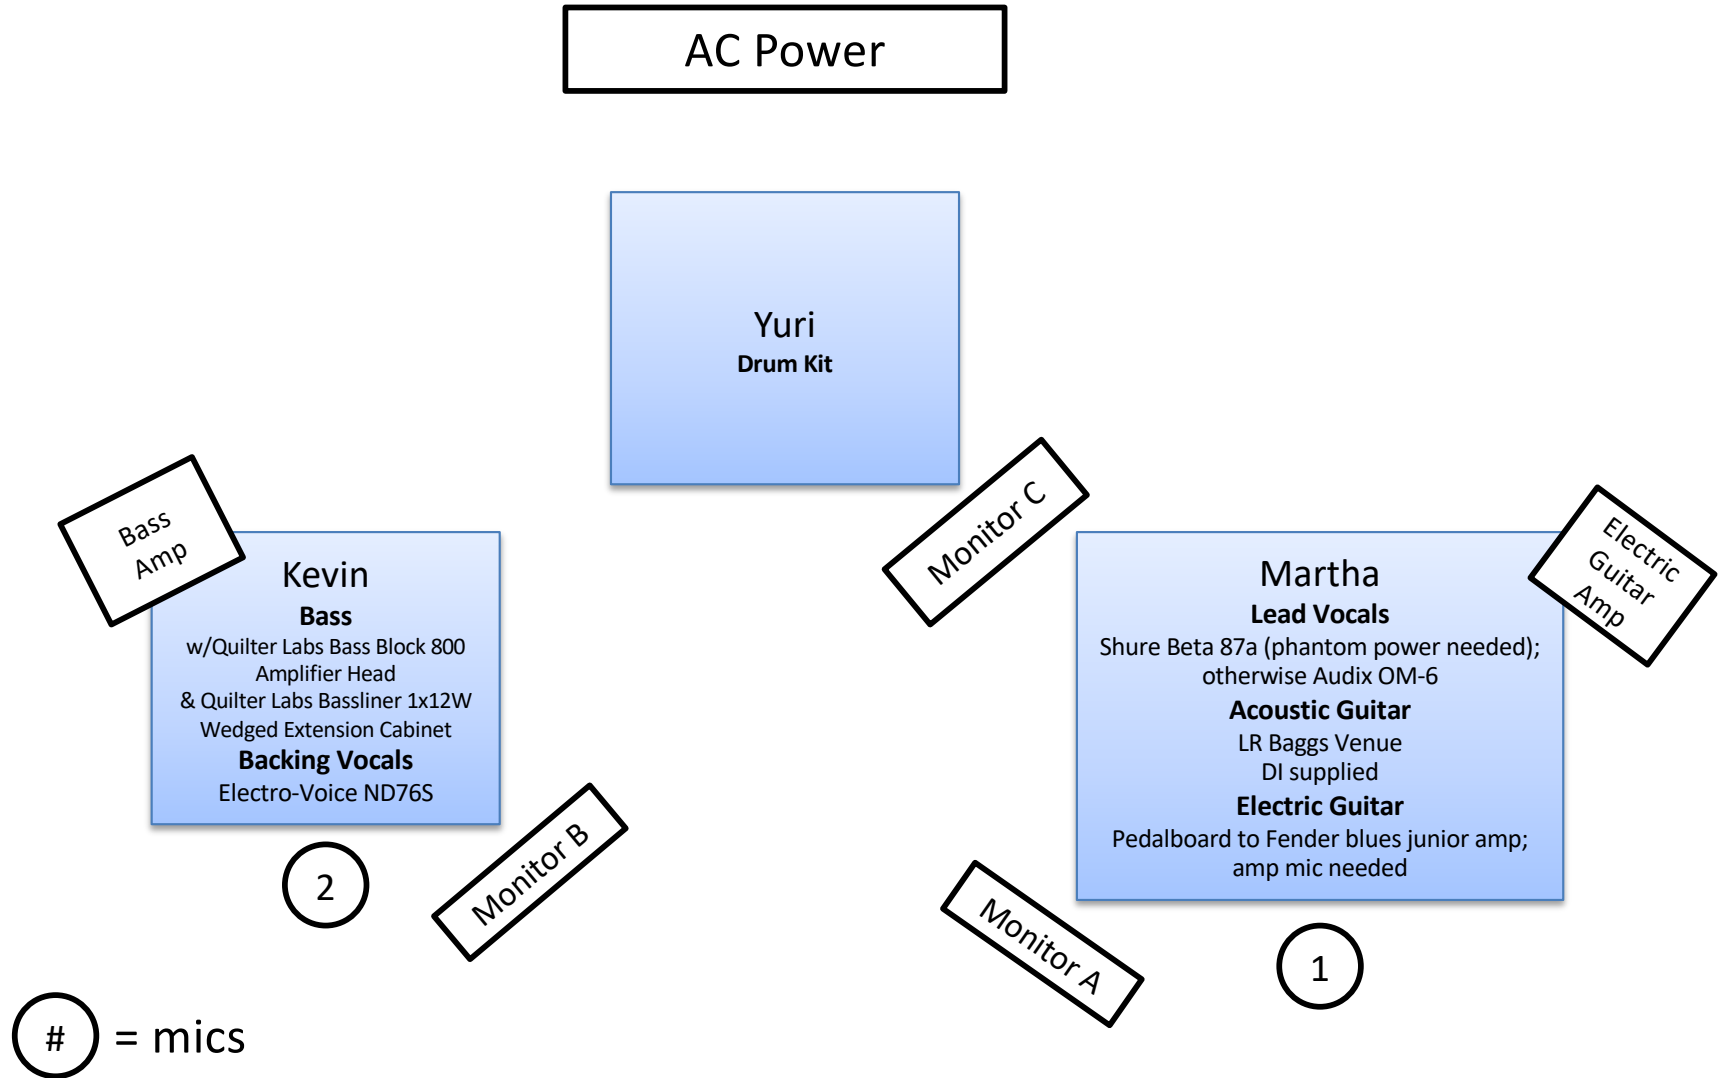 AC Power
Yuri
Drum Kit
Monitor C
Bass
Amp
Kevin
Bass
w/Quilter Labs Bass Block 800
Amplifier Head
& Quilter Labs Bassliner 1x12W
Wedged Extension Cabinet
Backing Vocals
Electro-Voice ND76S
2
Monitor B
Electric
Guitar
Amp
Martha
Lead Vocals
Shure Beta 87a (phantom power needed);
otherwise Audix OM-6
Acoustic Guitar
LR Baggs Venue
DI supplied
Electric Guitar
Pedalboard to Fender blues junior amp;
amp mic needed
Monitor A
1
# = mics